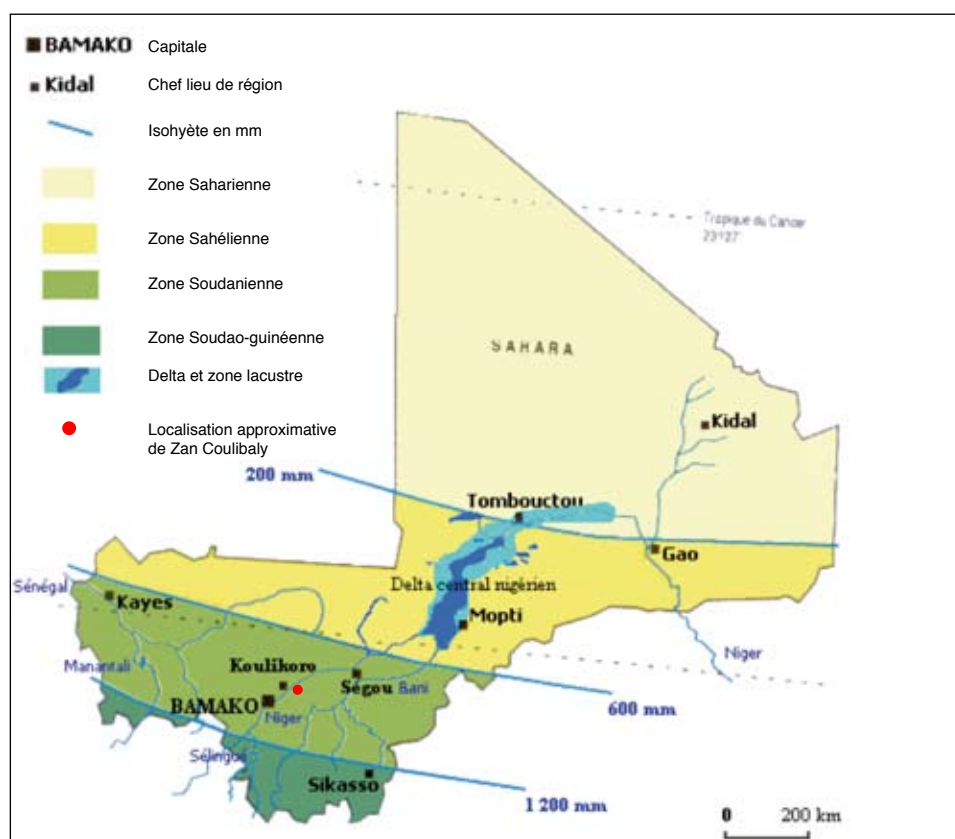 BAMAKO Capitale
Kidal Chef lieu de région
Isohyète en mm
Zone Saharienne
Zone Sahélienne
Zone Soudanienne
Zone Soudao-guinéenne
Delta et zone lacustre
Localisation approximative
de Zan Coulibaly
Tropique du Cancer
23°27'
SAHARA
Kidal
200 mm
Tombouctou
Gao
Delta central nigérien
Sénégal
Kayes
Mopti
Niger
Manantali
Koulikoro
Ségou
Bani
BAMAKO
Niger
600 mm
Sélingué
Sikasso
1 200 mm
0 200 km